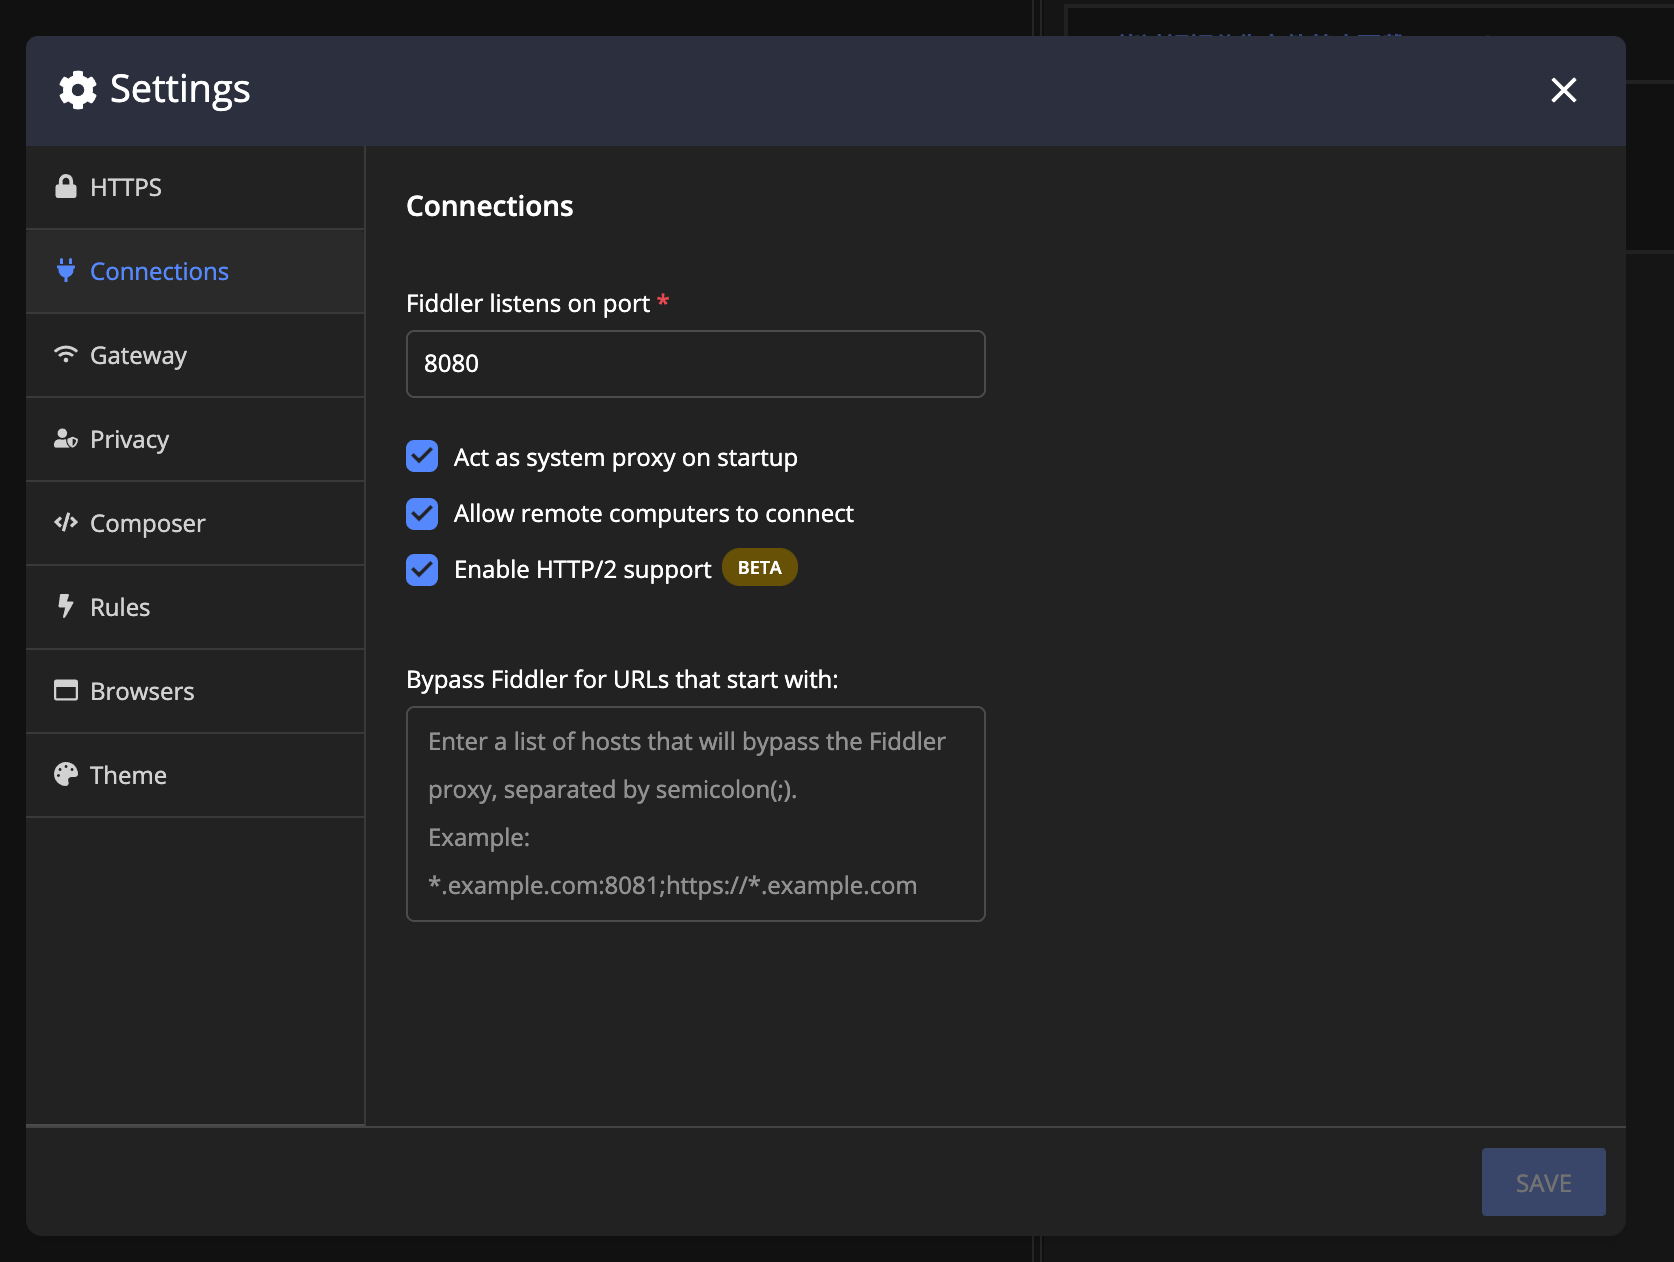 Settings
HTTPS
Connections
Gateway
Privacy
Composer
Rules
Browsers
Theme
Connections
Fiddler listens on port *
8080
Act as system proxy on startup
Allow remote computers to connect
Enable HTTP/2 support BETA
Bypass Fiddler for URLs that start with:
Enter a list of hosts that will bypass the Fiddler
proxy, separated by semicolon(;).
Example:
*.example.com:8081;https://*.example.com
SAVE